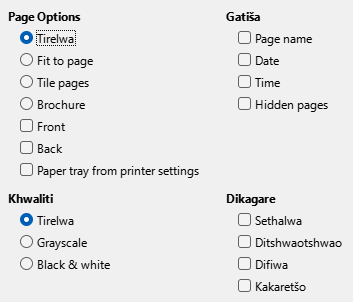 Page Options
Tirelwa
Fit to page
Tile pages
Brochure
Front
Back
Paper tray from printer settings
Gatiša
Page name
Date
Time
Hidden pages
Khwaliti
Tirelwa
Grayscale
Black & white
Dikagare
Sethalwa
Ditshwaotshwao
Difiwa
Kakaretšo